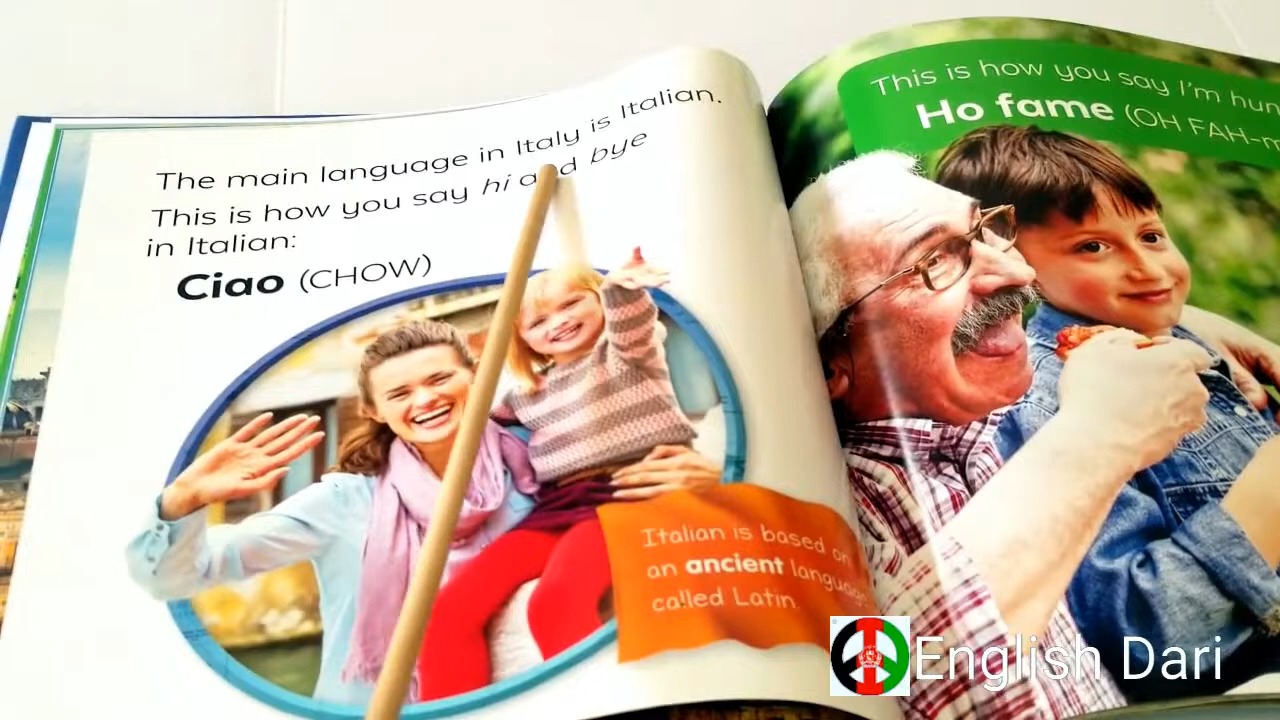 The main language in Italy is Italian.
This is how you say hi and bye
in Italian:
Ciao (CHOW)
Italian is based on
an ancient language
called Latin.
This is how you say I'm
Ho fame (OH FAH-
English Dari